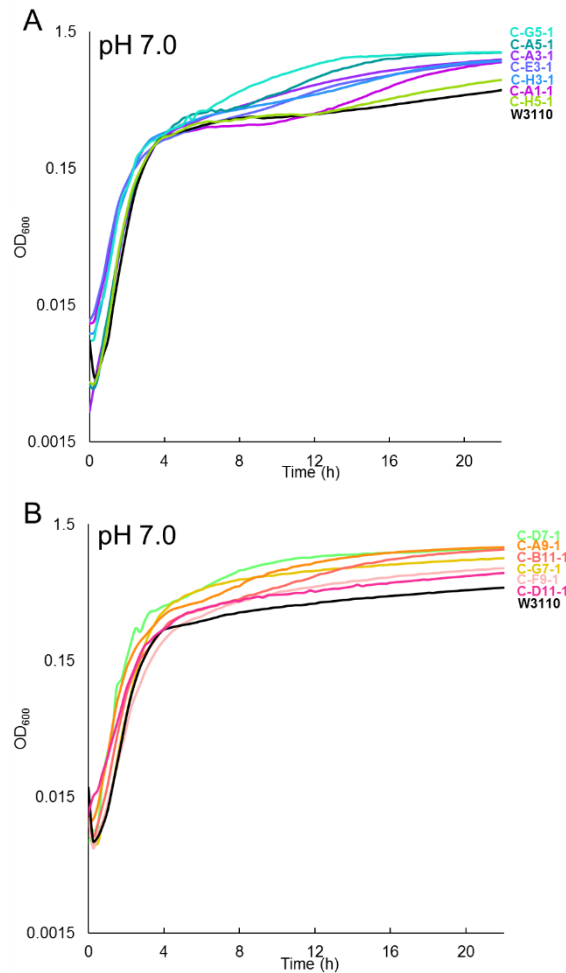 A
pH 7.0
1.5
0.15
0.015
0.0015
OD600
0 4 8 12 16 20
Time (h)
C-G5-1
C-A5-1
C-A3-1
C-E3-1
C-H3-1
C-A1-1
C-H5-1
W3110
B
pH 7.0
1.5
0.15
0.015
0.0015
OD600
0 4 8 12 16 20
Time (h)
C-D7-1
C-A9-1
C-B11-1
C-G7-1
C-F9-1
C-D11-1
W3110